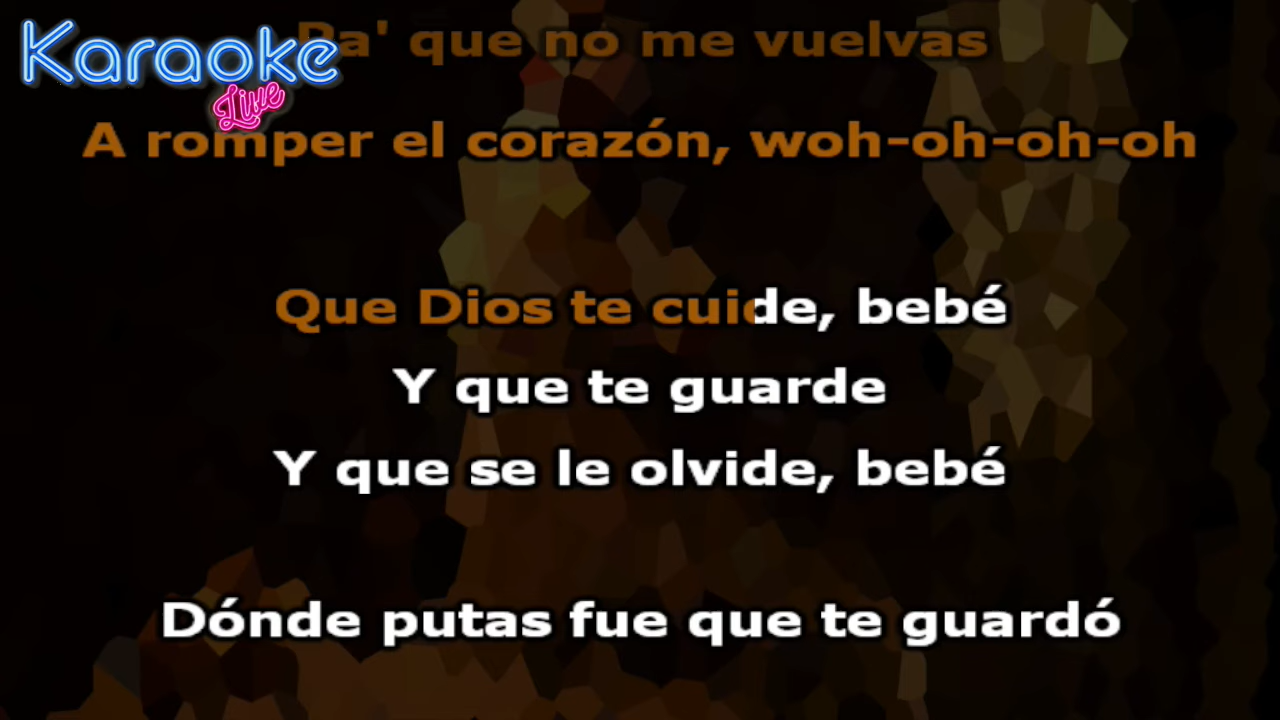 Karaoke
Live
Pa' que no me vuelvas
A romper el corazón, woh-oh-oh-oh
Que Dios te cuide, bebé
Y que te guarde
Y que se le olvide, bebé
Dónde putas fue que te guardó